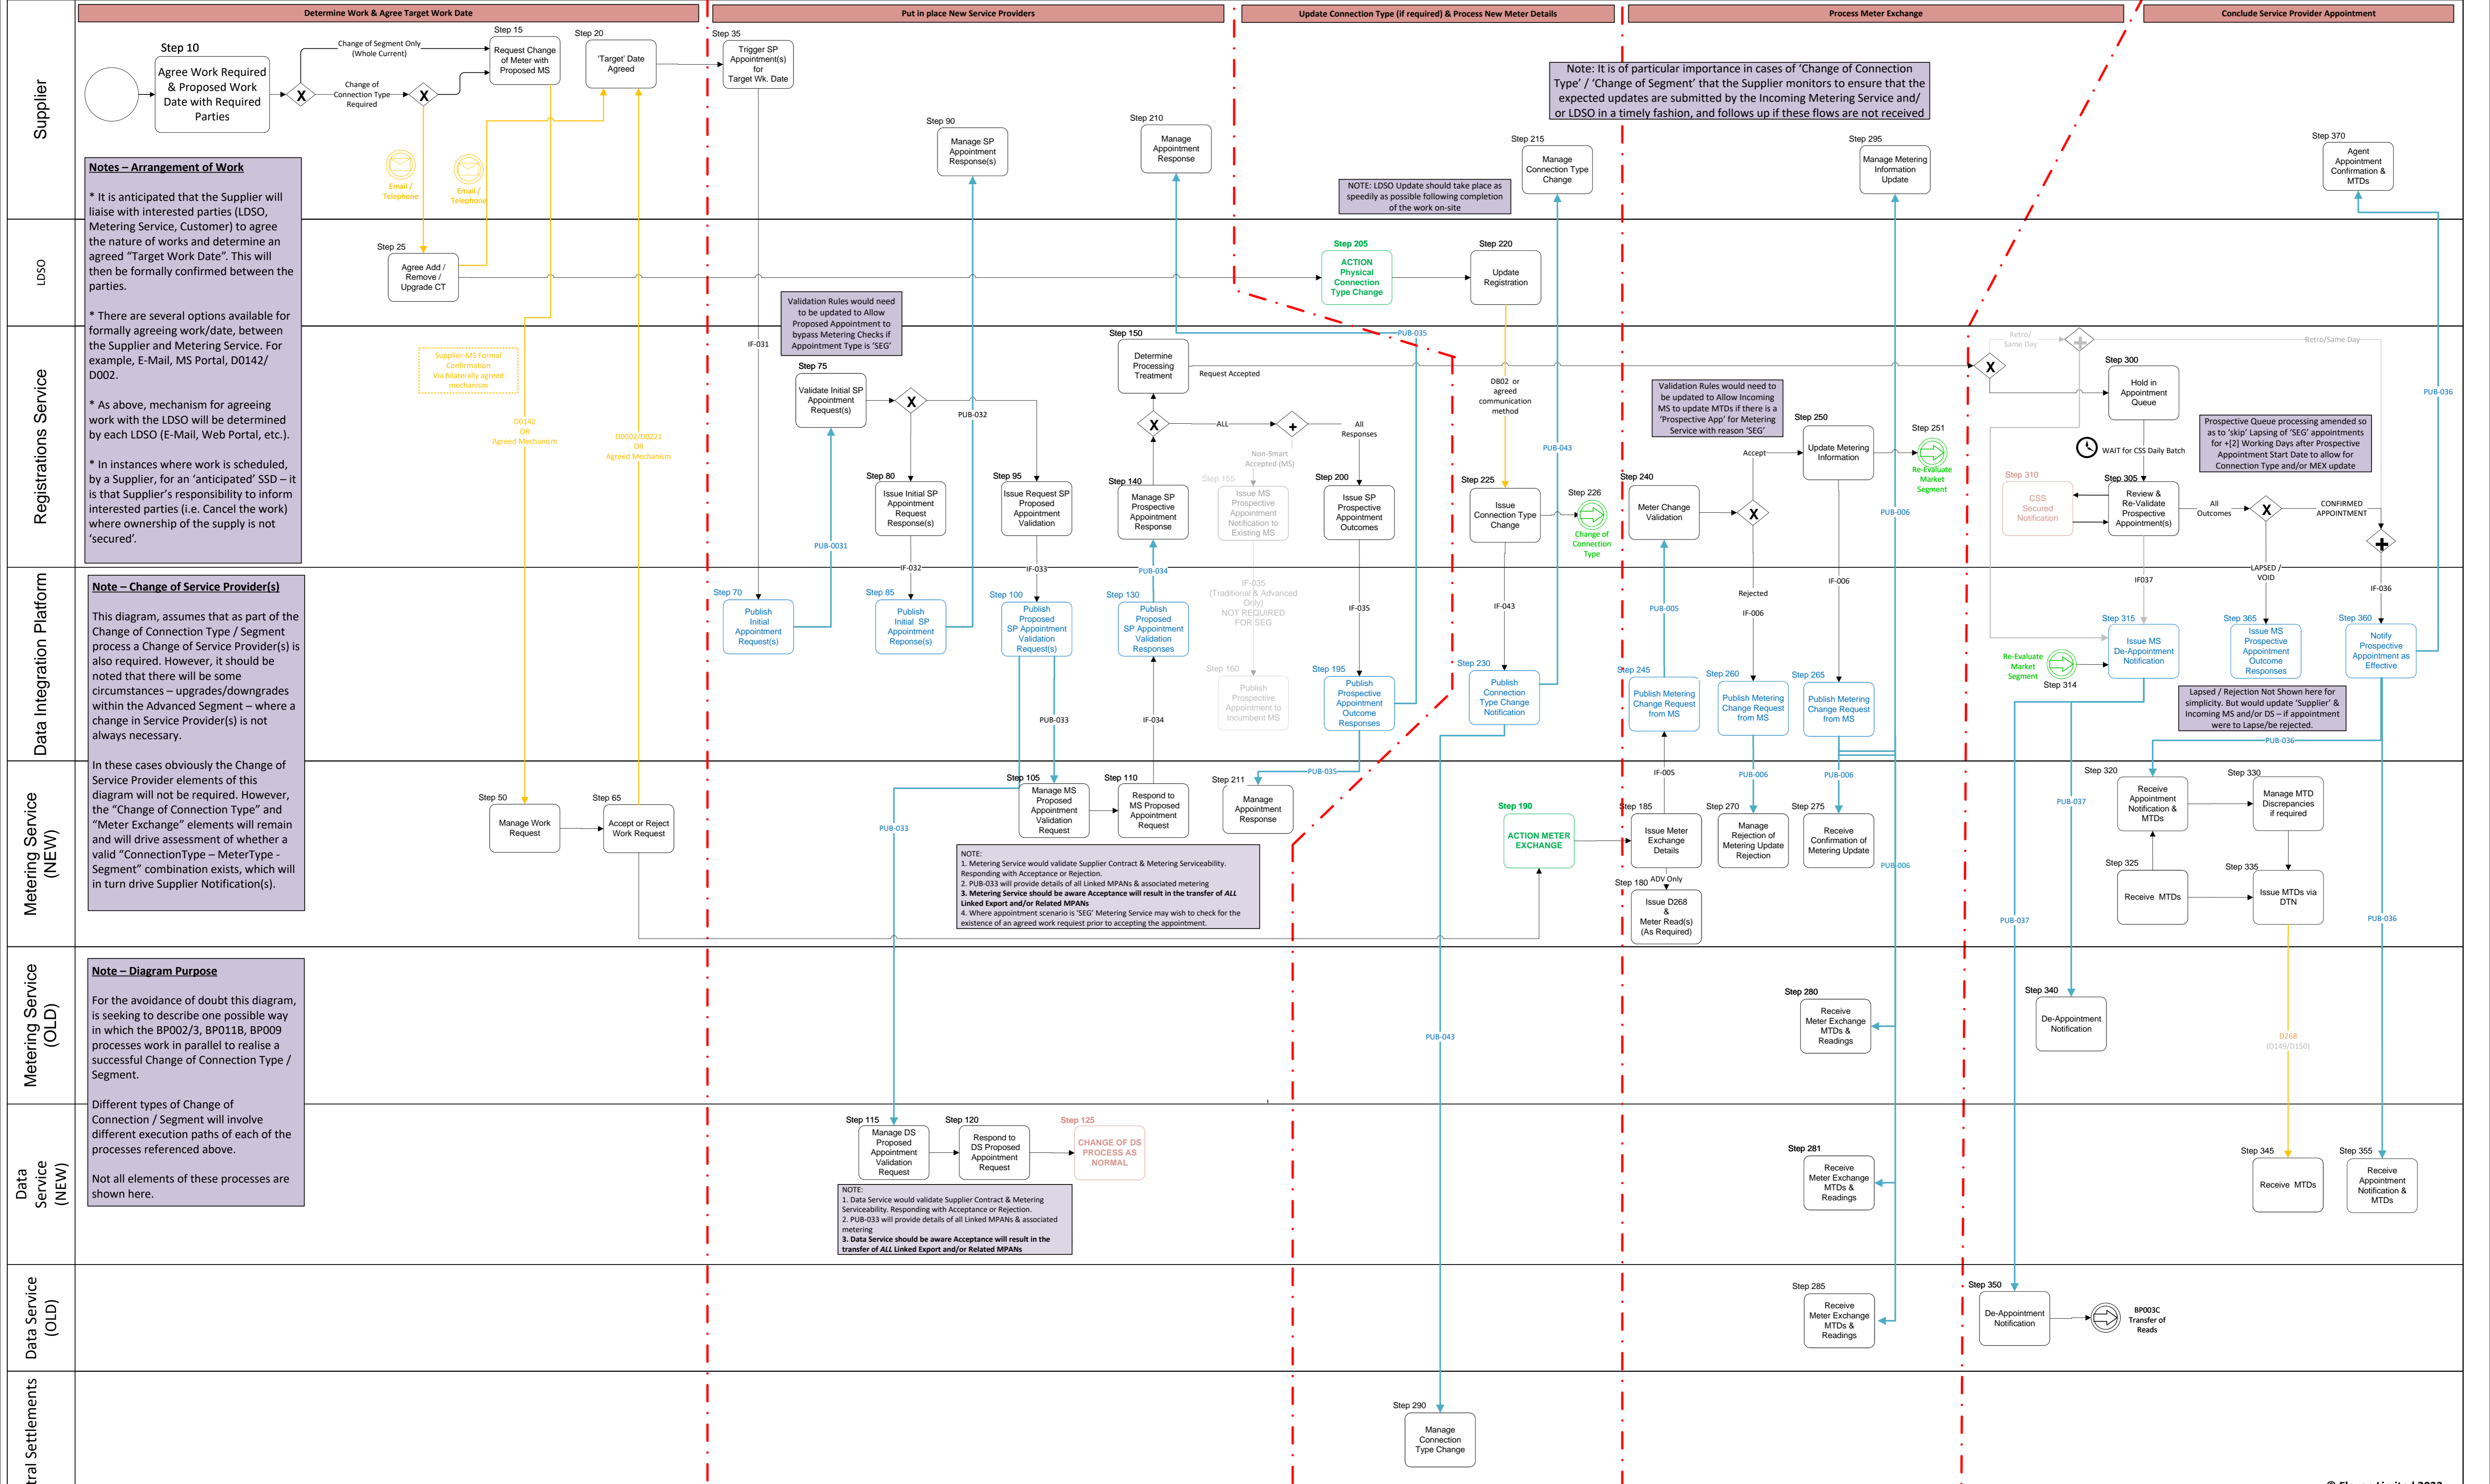 Determine Work & Agree Target Work Date
Put in place New Service Providers
Update Connection Type (if required) & Process New Meter Details
Process Meter Exchange
Conclude Service Provider Appointment
Supplier
Step 10
Agree Work Required
& Proposed Work
Date with Required
Parties
Change of Segment Only
(Whole Current)
X
Change of
Connection Type
Required
X
Step 15
Request Change
of Meter with
Proposed MS
Step 20
'Target' Date
Agreed
Email /
Telephone
Email /
Telephone
Step 35
Trigger SP
Appointment(s)
for
Target Wk. Date
Step 90
Manage SP
Appointment
Response(s)
Step 210
Manage
Appointment
Response
Note: It is of particular importance in cases of ‘Change of Connection
Type’ / ‘Change of Segment’ that the Supplier monitors to ensure that the
expected updates are submitted by the Incoming Metering Service and/
or LDSO in a timely fashion, and follows up if these flows are not received
Step 215
Manage
Connection Type
Change
NOTE: LDSO Update should take place as
speedily as possible following completion
of the work on-site
Step 295
Manage Metering
Information
Update
Step 370
Agent
Appointment
Confirmation &
MTDs
Notes – Arrangement of Work
* It is anticipated that the Supplier will
liaise with interested parties (LDSO,
Metering Service, Customer) to agree
the nature of works and determine an
agreed “Target Work Date”. This will
then be formally confirmed between the
parties.
* There are several options available for
formally agreeing work/date, between
the Supplier and Metering Service. For
example, E-Mail, MS Portal, D0142/
D002.
* As above, mechanism for agreeing
work with the LDSO will be determined
by each LDSO (E-Mail, Web Portal, etc.).
* In instances where work is scheduled,
by a Supplier, for an ‘anticipated’ SSD – it
is that Supplier’s responsibility to inform
interested parties (i.e. Cancel the work)
where ownership of the supply is not
‘secured’.
LDSO
Step 25
Agree Add /
Remove /
Upgrade CT
Step 205
ACTION
Physical
Connection
Type Change
Step 220
Update
Registration
Registrations Service
Supplier-MS Formal
Confirmation
Via bilaterally agreed
mechanism
D0142
OR
Agreed Mechanism
D0002/D0221
OR
Agreed Mechanism
IF-031
Validation Rules would need
to be updated to Allow
Proposed Appointment to
bypass Metering Checks if
Appointment Type is ‘SEG’
Step 75
Validate Initial SP
Appointment
Request(s)
X
PUB-032
Step 80
Issue Initial SP
Appointment
Request
Response(s)
Step 95
Issue Request SP
Proposed
Appointment
Validation
PUB-0031
IF-032
IF-033
Step 150
Determine
Processing
Treatment
Request Accepted
X
ALL
+
All
Responses
Non-Smart
Accepted (MS)
Step 140
Manage SP
Prospective
Appointment
Response
PUB-034
Step 155
Issue MS
Prospective
Appointment
Notification to
Existing MS
Step 200
Issue SP
Prospective
Appointment
Outcomes
PUB-035
DB02 or
agreed
communication
method
PUB-043
Step 225
Issue
Connection Type
Change
Step 226
Change of
Connection
Type
Validation Rules would need to
be updated to Allow Incoming
MS to update MTDs if there is a
‘Prospective App’ for Metering
Service with reason ‘SEG’
Step 240
Meter Change
Validation
X
Accept
Step 250
Update Metering
Information
Step 251
Re-Evaluate
Market
Segment
PUB-006
Retro/
Same Day
+
Retro/Same Day
X
Step 300
Hold in
Appointment
Queue
WAIT for CSS Daily Batch
Prospective Queue processing amended so
as to ‘skip’ Lapsing of ‘SEG’ appointments
for +[2] Working Days after Prospective
Appointment Start Date to allow for
Connection Type and/or MEX update
Step 310
CSS
Secured
Notification
Step 305
Review &
Re-Validate
Prospective
Appointment(s)
All
Outcomes
X
CONFIRMED
APPOINTMENT
+
PUB-036
Data Integration Platform
Note – Change of Service Provider(s)
This diagram, assumes that as part of the
Change of Connection Type / Segment
process a Change of Service Provider(s) is
also required. However, it should be
noted that there will be some
circumstances – upgrades/downgrades
within the Advanced Segment – where a
change in Service Provider(s) is not
always necessary.
In these cases obviously the Change of
Service Provider elements of this
diagram will not be required. However,
the “Change of Connection Type” and
“Meter Exchange” elements will remain
and will drive assessment of whether a
valid “ConnectionType – MeterType -
Segment” combination exists, which will
in turn drive Supplier Notification(s).
Step 70
Publish
Initial
Appointment
Request(s)
Step 85
Publish
Initial SP
Appointment
Reponse(s)
Step 100
Publish
Proposed
SP Appointment
Validation
Request(s)
Step 130
Publish
Proposed
SP Appointment
Validation
Responses
PUB-033
IF-034
IF-035
(Traditional & Advanced
Only)
NOT REQUIRED
FOR SEG
Step 160
Publish
Prospective
Appointment to
Incumbent MS
IF-035
Step 195
Publish
Prospective
Appointment
Outcome
Responses
IF-043
Step 230
Publish
Connection
Type Change
Notification
PUB-005
Step 245
Publish Metering
Change Request
from MS
Rejected
IF-006
Step 260
Publish Metering
Change Request
from MS
IF-006
Step 265
Publish Metering
Change Request
from MS
IF037
LAPSED /
VOID
IF-036
Step 315
Issue MS
De-Appointment
Notification
Step 365
Issue MS
Prospective
Appointment
Outcome
Responses
Step 360
Notify
Prospective
Appointment as
Effective
Re-Evaluate
Market
Segment
Step 314
Lapsed / Rejection Not Shown here for
simplicity. But would update ‘Supplier’ &
Incoming MS and/or DS – if appointment
were to Lapse/be rejected.
PUB-036
Metering Service
(NEW)
Step 50
Manage Work
Request
Step 65
Accept or Reject
Work Request
PUB-033
Step 105
Manage MS
Proposed
Appointment
Validation
Request
Step 110
Respond to
MS Proposed
Appointment
Request
Step 211
Manage
Appointment
Response
PUB-035
NOTE:
1. Metering Service would validate Supplier Contract & Metering Serviceability.
Responding with Acceptance or Rejection.
2. PUB-033 will provide details of all Linked MPANs & associated metering
3. Metering Service should be aware Acceptance will result in the transfer of ALL
Linked Export and/or Related MPANs
4. Where appointment scenario is ‘SEG’ Metering Service may wish to check for the
existence of an agreed work requiest prior to accepting the appointment.
Step 190
ACTION METER
EXCHANGE
IF-005
Step 185
Issue Meter
Exchange
Details
Step 180
ADV Only
Issue D268
&
Meter Read(s)
(As Required)
PUB-006
Step 270
Manage
Rejection of
Metering Update
Rejection
PUB-006
Step 275
Receive
Confirmation of
Metering Update
PUB-006
Step 320
Receive
Appointment
Notification &
MTDs
Step 330
Manage MTD
Discrepancies
if required
Step 325
Receive MTDs
Step 335
Issue MTDs via
DTN
PUB-037
PUB-037
PUB-036
Metering Service
(OLD)
Note – Diagram Purpose
For the avoidance of doubt this diagram,
is seeking to describe one possible way
in which the BP002/3, BP011B, BP009
processes work in parallel to realise a
successful Change of Connection Type /
Segment.
Different types of Change of
Connection / Segment will involve
different execution paths of each of the
processes referenced above.
Not all elements of these processes are
shown here.
PUB-043
Step 280
Receive
Meter Exchange
MTDs &
Readings
Step 340
De-Appointment
Notification
D268
(D149/D150)
Data
Service
(NEW)
Step 115
Manage DS
Proposed
Appointment
Validation
Request
Step 120
Respond to
DS Proposed
Appointment
Request
Step 125
CHANGE OF DS
PROCESS AS
NORMAL
NOTE:
1. Data Service would validate Supplier Contract & Metering
Serviceability. Responding with Acceptance or Rejection.
2. PUB-033 will provide details of all Linked MPANs & associated
metering
3. Data Service should be aware Acceptance will result in the
transfer of ALL Linked Export and/or Related MPANs
Step 281
Receive
Meter Exchange
MTDs &
Readings
Step 345
Receive MTDs
Step 355
Receive
Appointment
Notification &
MTDs
Data Service
(OLD)
Step 285
Receive
Meter Exchange
MTDs &
Readings
Step 350
De-Appointment
Notification
BP003C
Transfer of
Reads
tral Settlements
Step 290
Manage
Connection
Type Change